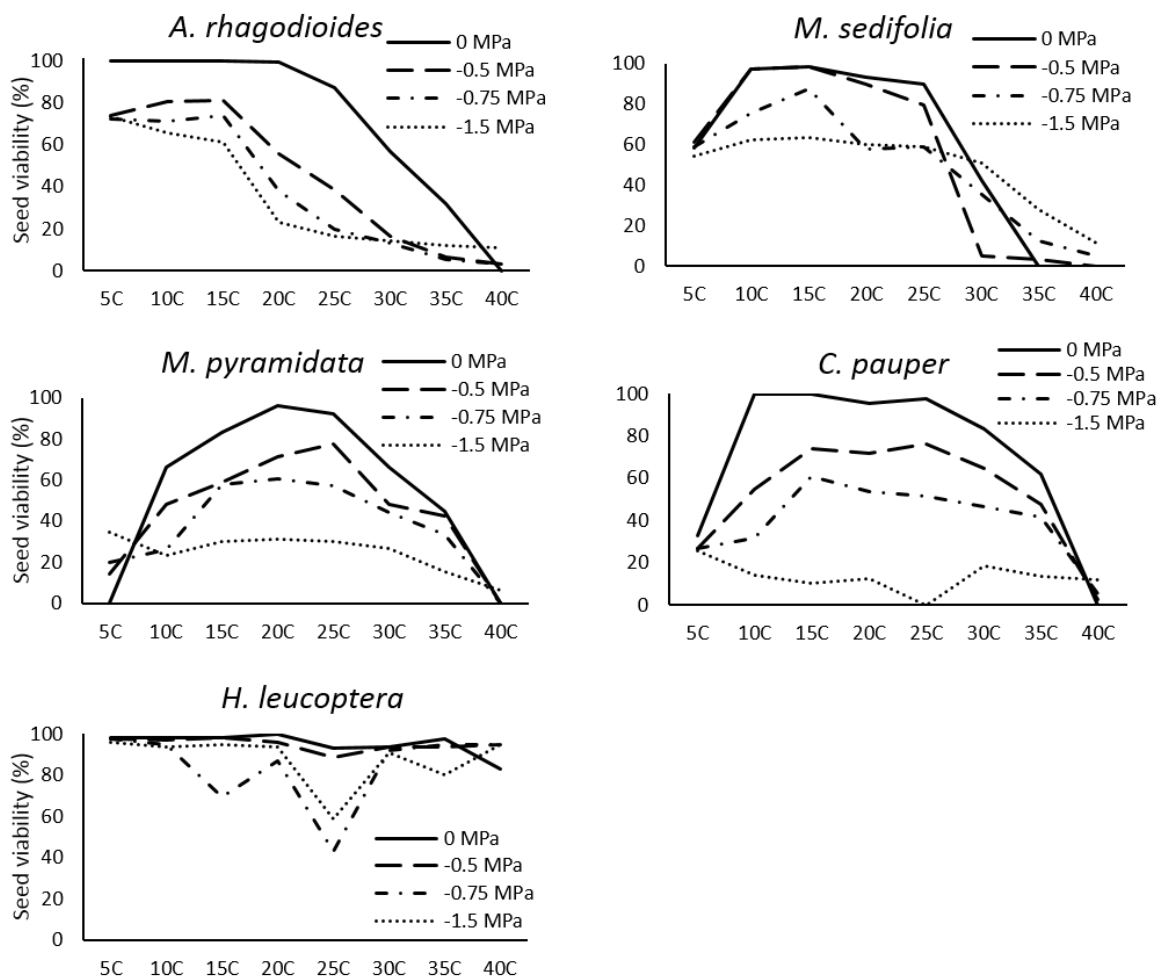 A. rhagodioides
0 MPa
-0.5 MPa
-0.75 MPa
-1.5 MPa
Seed viability (%)
100
80
60
40
20
0
5C 10C 15C 20C 25C 30C 35C 40C
M. sedifolia
0 MPa
-0.5 MPa
-0.75 MPa
-1.5 MPa
100
80
60
40
20
0
5C 10C 15C 20C 25C 30C 35C 40C
M. pyramidata
0 MPa
-0.5 MPa
-0.75 MPa
-1.5 MPa
Seed viability (%)
100
80
60
40
20
0
5C 10C 15C 20C 25C 30C 35C 40C
C. pauper
0 MPa
-0.5 MPa
-0.75 MPa
-1.5 MPa
100
80
60
40
20
0
5C 10C 15C 20C 25C 30C 35C 40C
H. leucoptera
Seed viability (%)
100
80
60
40
20
0
0 MPa
-0.5 MPa
-0.75 MPa
-1.5 MPa
5C 10C 15C 20C 25C 30C 35C 40C